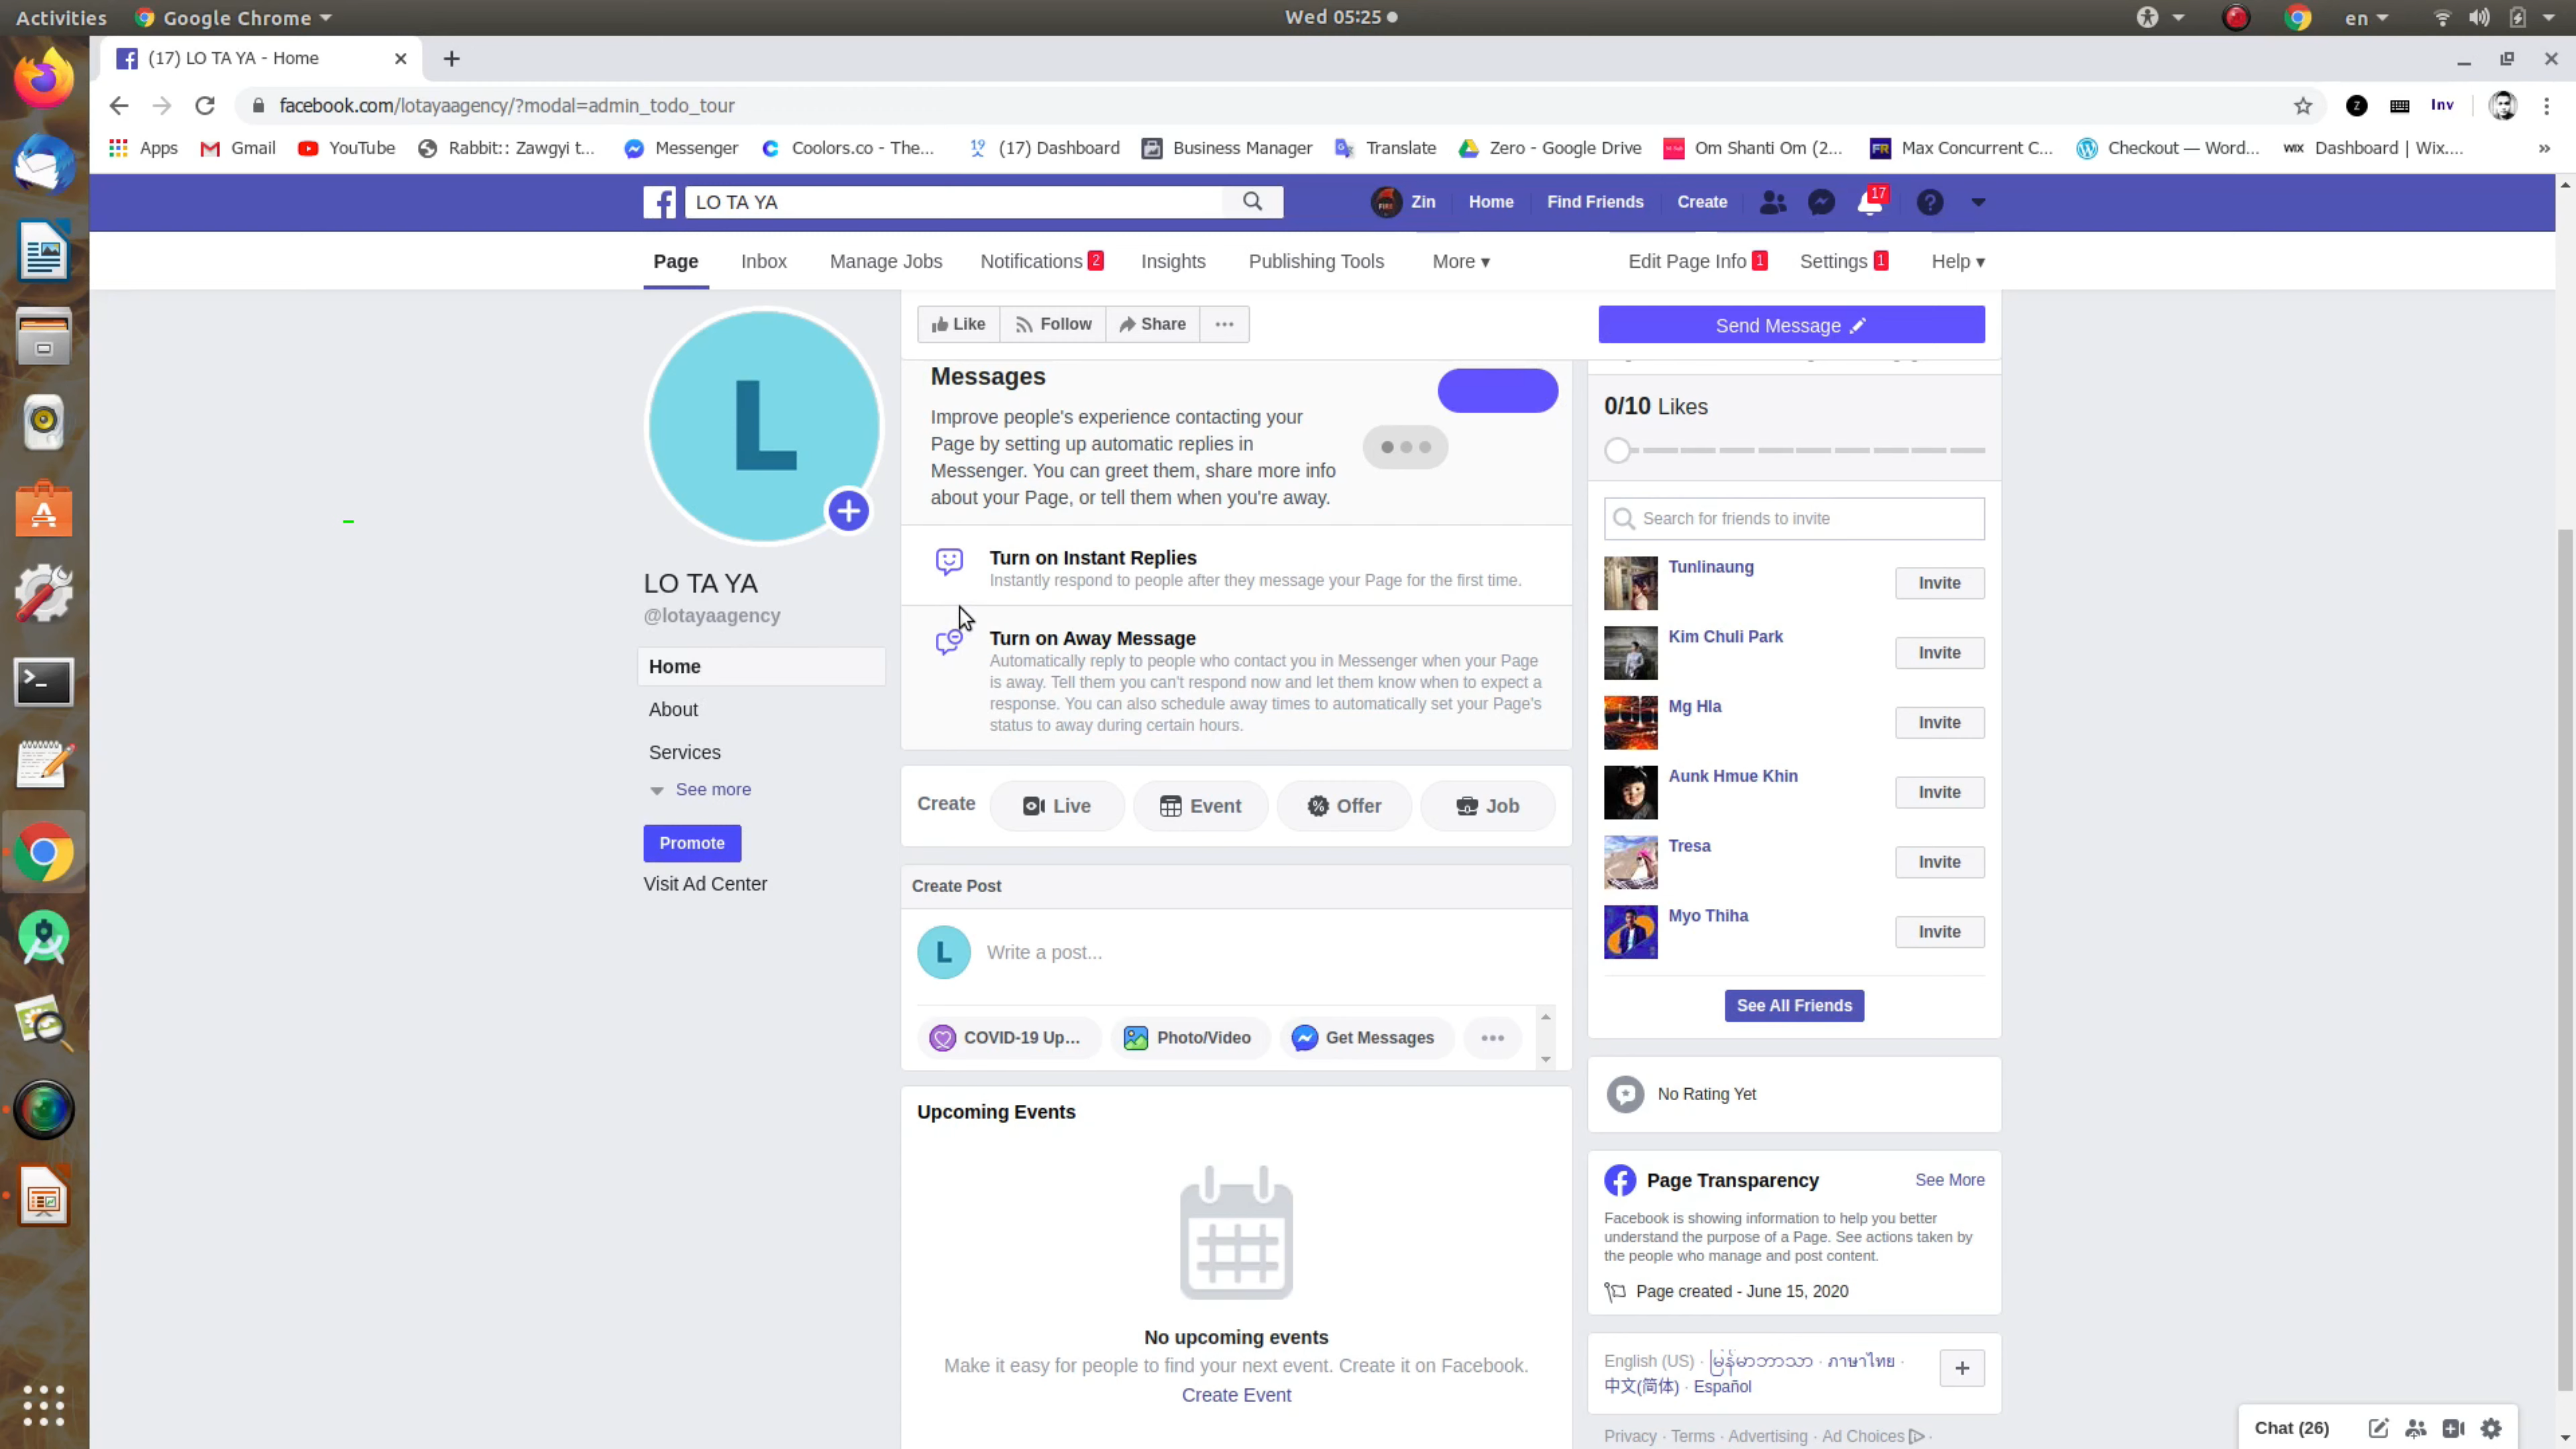 Activities Google Chrome Wed 05:25 en
(17) LO TA YA - Home
facebook.com/lotayaagency/?modal=admin_todo_tour Inv
Apps Gmail YouTube Rabbit:: Zawgyi t... Messenger Coolors.co - The... (17) Dashboard Business Manager Translate Zero - Google Drive Om Shanti Om (2... Max Concurrent C... Checkout — Word... WIX Dashboard | Wix.... »
LO TA YA Zin Home Find Friends Create 17
Page Inbox Manage Jobs Notifications 2 Insights Publishing Tools More Edit Page Info 1 Settings 1 Help
Like Follow Share ... Send Message
L
LO TA YA
@lotayaagency
Home
About
Services
See more
Promote
Visit Ad Center
Messages
Improve people's experience contacting your
Page by setting up automatic replies in
Messenger. You can greet them, share more info
about your Page, or tell them when you're away.
Turn on Instant Replies
Instantly respond to people after they message your Page for the first time.
Turn on Away Message
Automatically reply to people who contact you in Messenger when your Page
is away. Tell them you can't respond now and let them know when to expect a
response. You can also schedule away times to automatically set your Page's
status to away during certain hours.
Create Live Event Offer Job
Create Post
L Write a post...
COVID-19 Up... Photo/Video Get Messages ...
Upcoming Events
No upcoming events
Make it easy for people to find your next event. Create it on Facebook.
Create Event
0/10 Likes
Search for friends to invite
Tunlinaung Invite
Kim Chuli Park Invite
Mg Hla Invite
Aunk Hmue Khin Invite
Tresa Invite
Myo Thiha Invite
See All Friends
No Rating Yet
Page Transparency See More
Facebook is showing information to help you better
understand the purpose of a Page. See actions taken by
the people who manage and post content.
Page created - June 15, 2020
English (US) · မြန်မာဘာသာ · ภาษาไทย ·
中文(简体) · Español
Privacy · Terms · Advertising · Ad Choices ·
Chat (26)